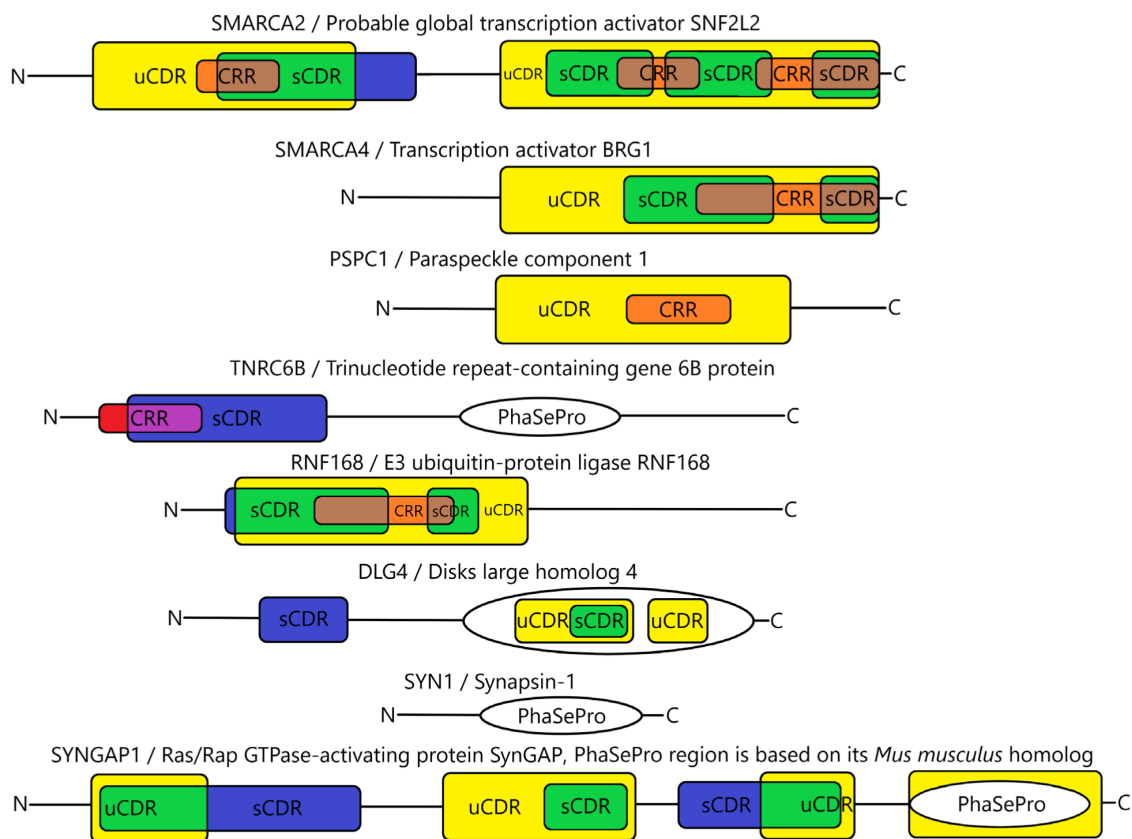 SMARCA2 / Probable global transcription activator SNF2L2
N uCDR CRR sCDR uCDR sCDR CRR sCDR CRR sCDR C
SMARCA4 / Transcription activator BRG1
N uCDR sCDR CRR sCDR C
PSPC1 / Paraspeckle component 1
N uCDR CRR C
TNRC6B / Trinucleotide repeat-containing gene 6B protein
N CRR sCDR PhaSePro C
RNF168 / E3 ubiquitin-protein ligase RNF168
N sCDR CRR sCDR uCDR C
DLG4 / Disks large homolog 4
N sCDR uCDR sCDR uCDR C
SYN1 / Synapsin-1
N PhaSePro C
SYNGAP1 / Ras/Rap GTPase-activating protein SynGAP, PhaSePro region is based on its Mus musculus homolog
N uCDR sCDR uCDR sCDR sCDR uCDR PhaSePro C